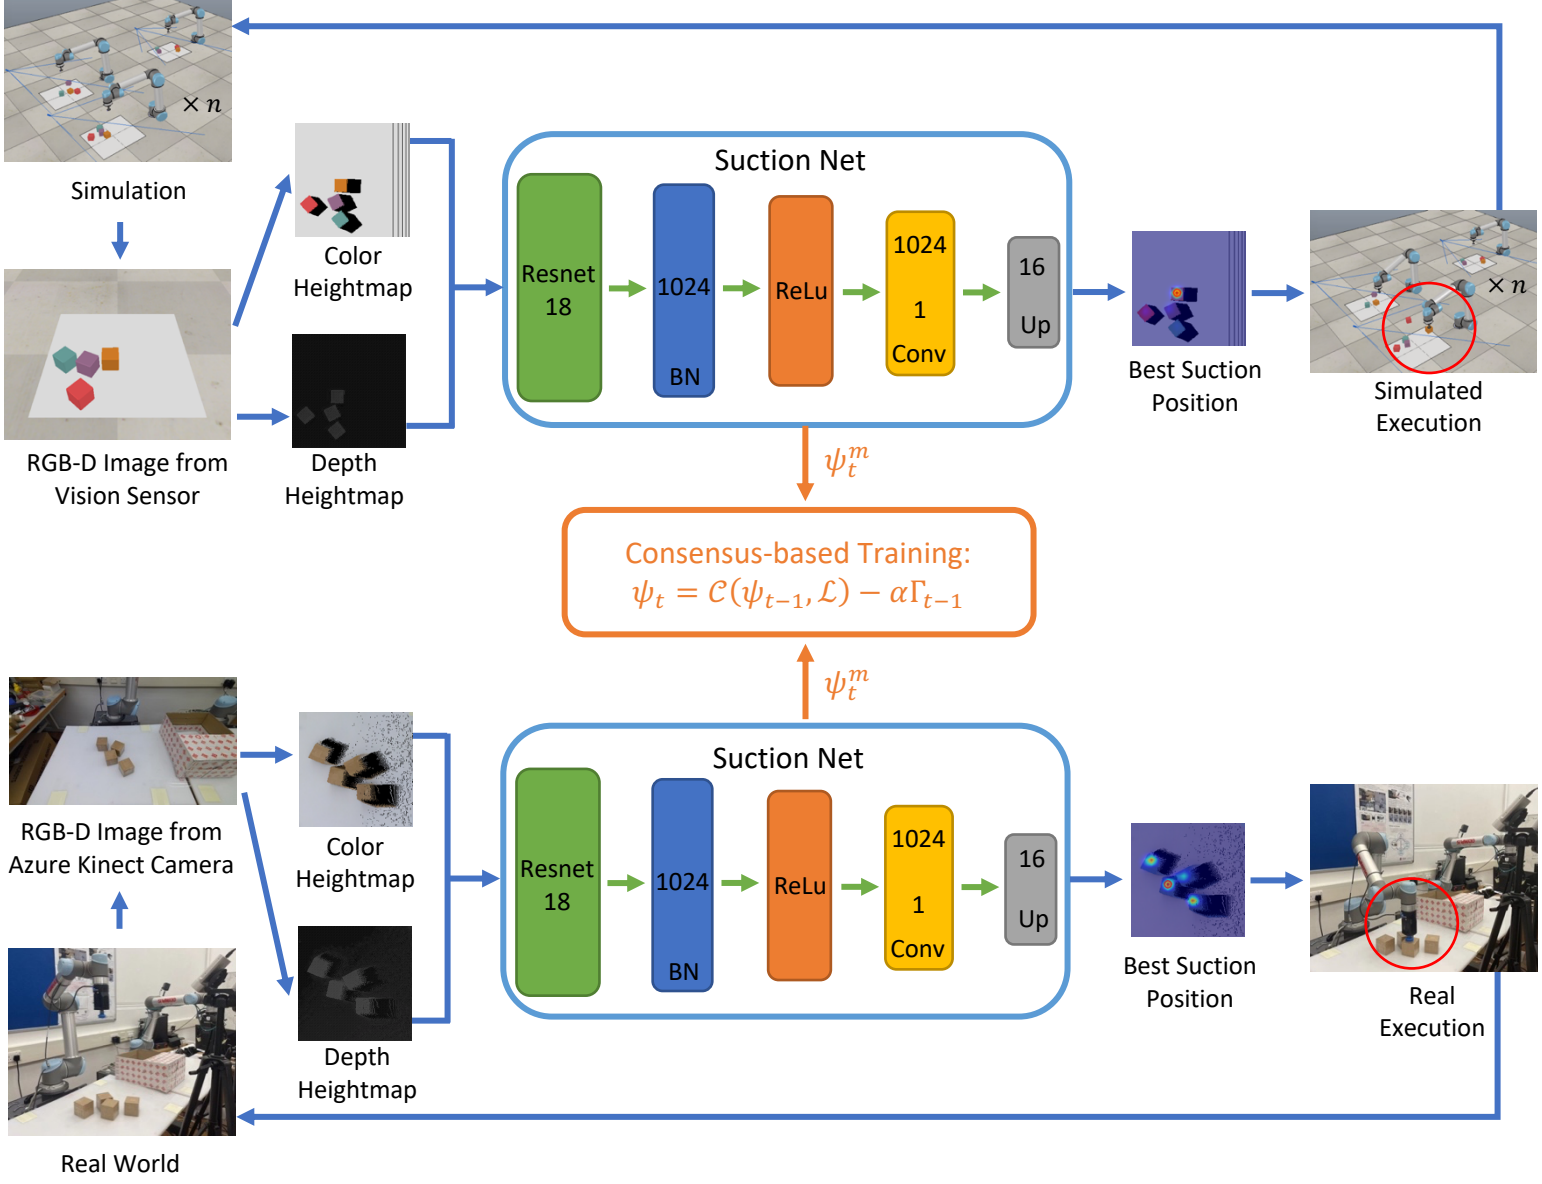 × n
Simulation
Color
Heightmap
RGB-D Image from
Vision Sensor
Depth
Heightmap
Suction Net
Resnet
18
1024
BN
ReLu
1024
1
Conv
16
Up
Best Suction
Position
× n
Simulated
Execution
ψ_t^m
Consensus-based Training:
ψ_t = 𝒞(ψ_{t−1}, ℒ) − αΓ_{t−1}
ψ_t^m
RGB-D Image from
Azure Kinect Camera
Color
Heightmap
Real World
Depth
Heightmap
Suction Net
Resnet
18
1024
BN
ReLu
1024
1
Conv
16
Up
Best Suction
Position
Real
Execution